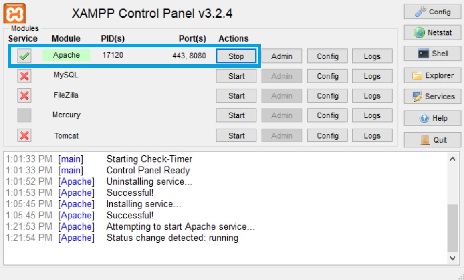 XAMPP Control Panel v3.2.4
Modules
Service Module PID(s) Port(s) Actions
Apache 17120 443, 8080 Stop Admin Config Logs
MySQL Start Admin Config Logs
FileZilla Start Admin Config Logs
Mercury Start Admin Config Logs
Tomcat Start Admin Config Logs
Config
Netstat
Shell
Explorer
Services
Help
Quit
1:01:33 PM [main] Starting Check-Timer
1:01:33 PM [main] Control Panel Ready
1:01:52 PM [Apache] Uninstalling service...
1:01:53 PM [Apache] Successful!
1:05:45 PM [Apache] Installing service...
1:05:45 PM [Apache] Successful!
1:21:53 PM [Apache] Attempting to start Apache service...
1:21:54 PM [Apache] Status change detected: running